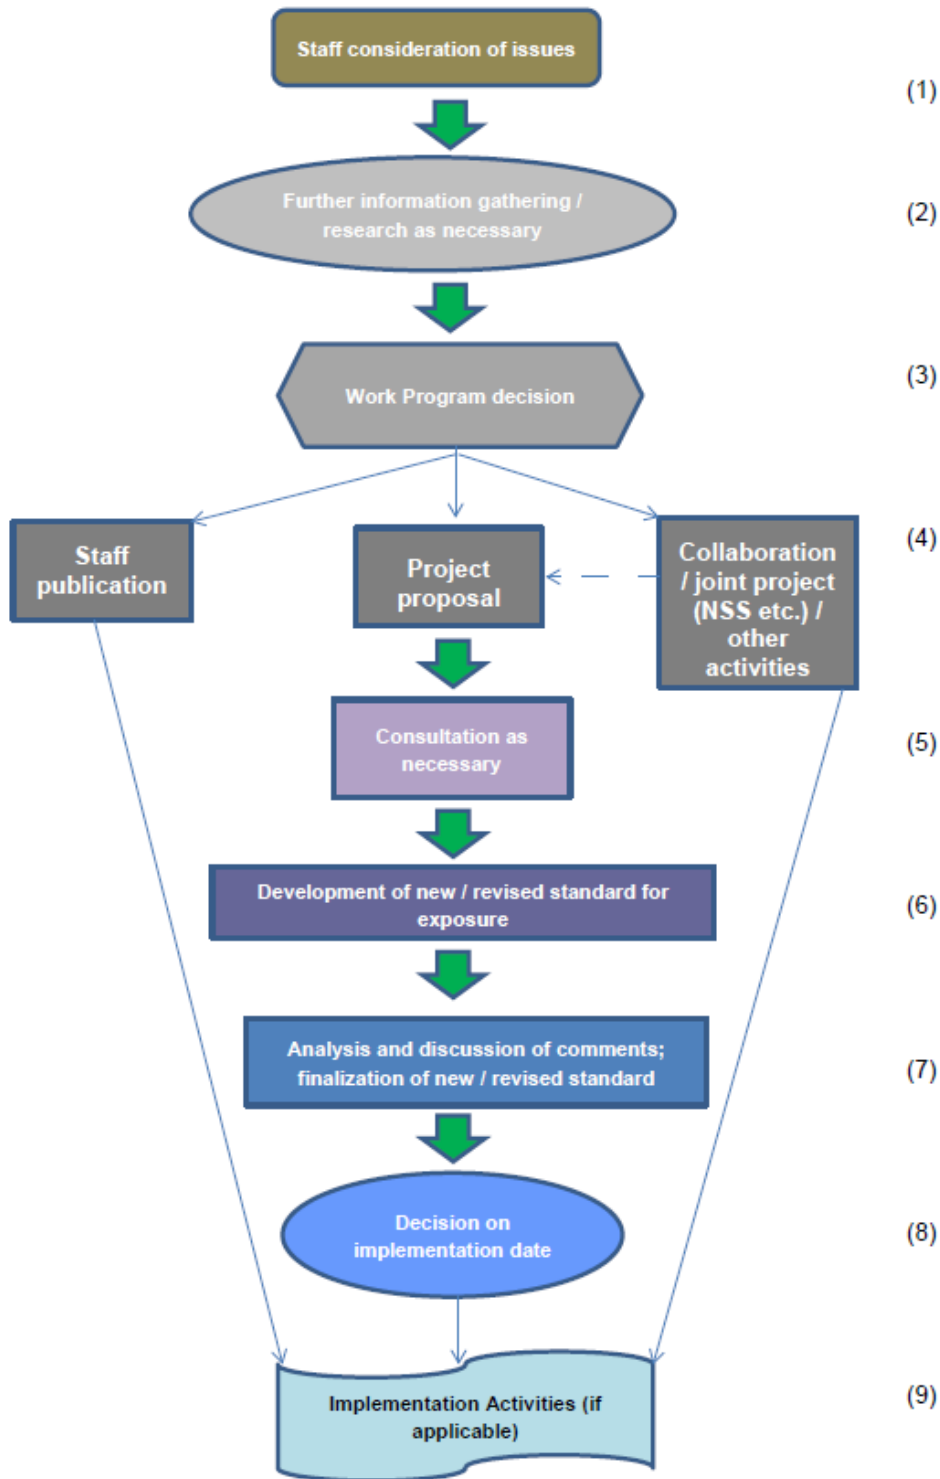 Staff consideration of issues
(1)
Further information gathering /
research as necessary
(2)
Work Program decision
(3)
Staff
publication
Project
proposal
Collaboration
/ joint project
(NSS etc.) /
other
activities
(4)
Consultation as
necessary
(5)
Development of new / revised standard for
exposure
(6)
Analysis and discussion of comments;
finalization of new / revised standard
(7)
Decision on
implementation date
(8)
Implementation Activities (if
applicable)
(9)